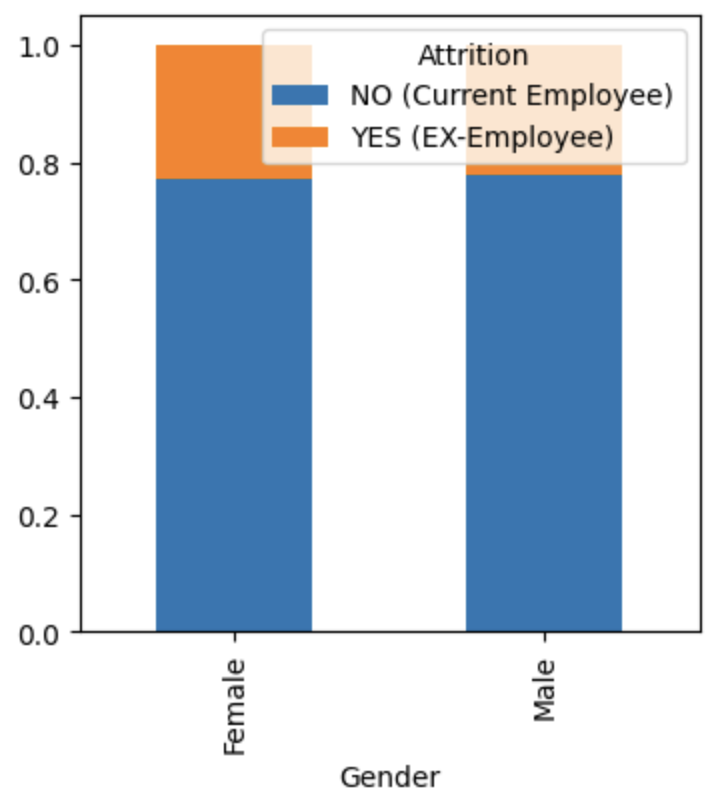 1.0
0.8
0.6
0.4
0.2
0.0
Attrition
NO (Current Employee)
YES (EX-Employee)
Female
Male
Gender